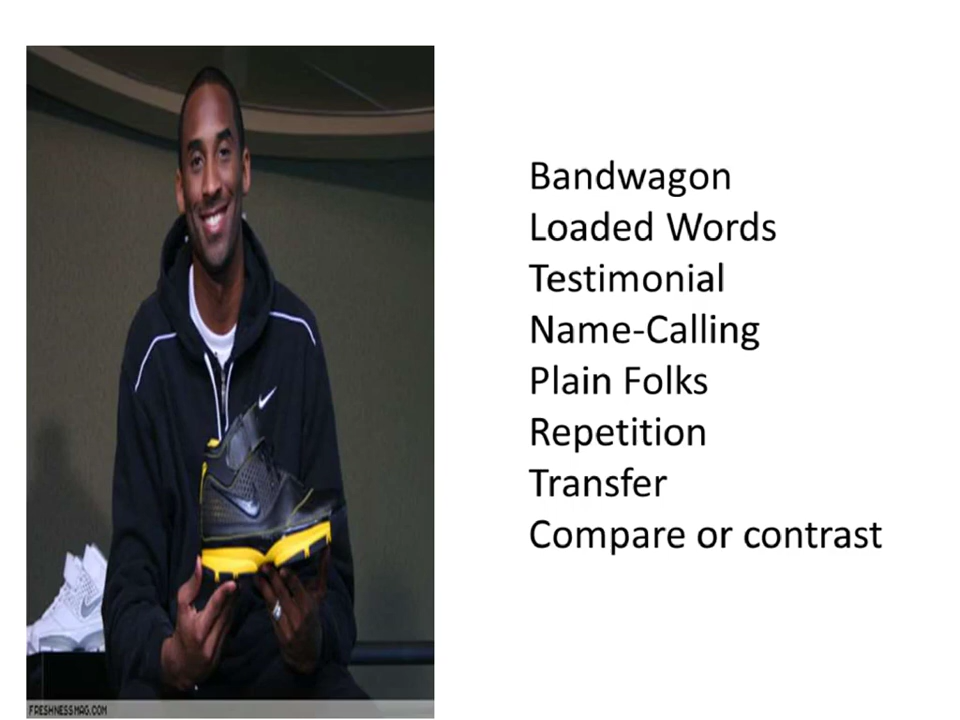 Bandwagon
Loaded Words
Testimonial
Name-Calling
Plain Folks
Repetition
Transfer
Compare or contrast
FRESHNESSMAG.COM